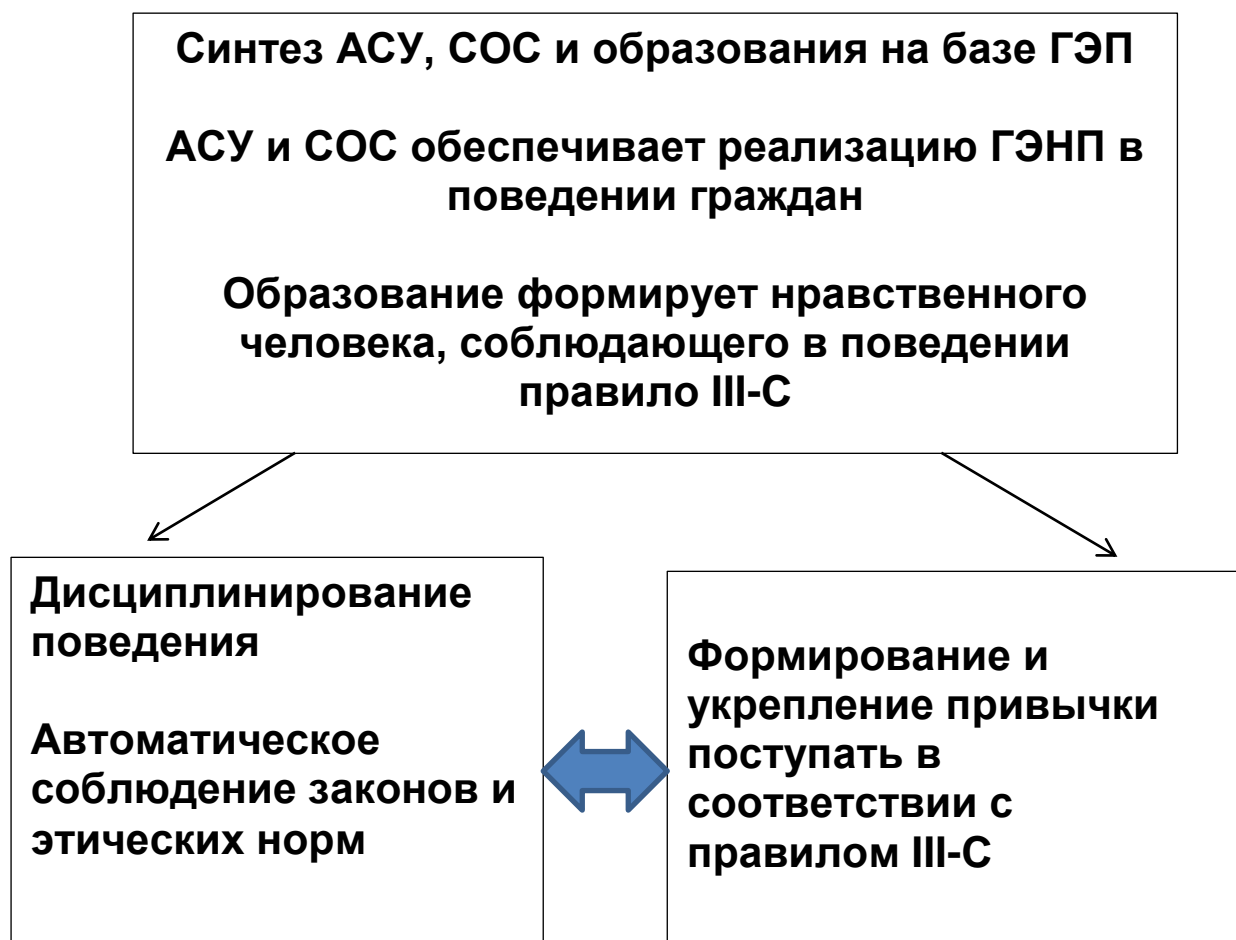 Синтез АСУ, СОС и образования на базе ГЭП
АСУ и СОС обеспечивает реализацию ГЭНП в
поведении граждан
Образование формирует нравственного
человека, соблюдающего в поведении
правило III-С
Дисциплинирование
поведения
Автоматическое
соблюдение законов и
этических норм
Формирование и
укрепление привычки
поступать в
соответствии с
правилом III-С